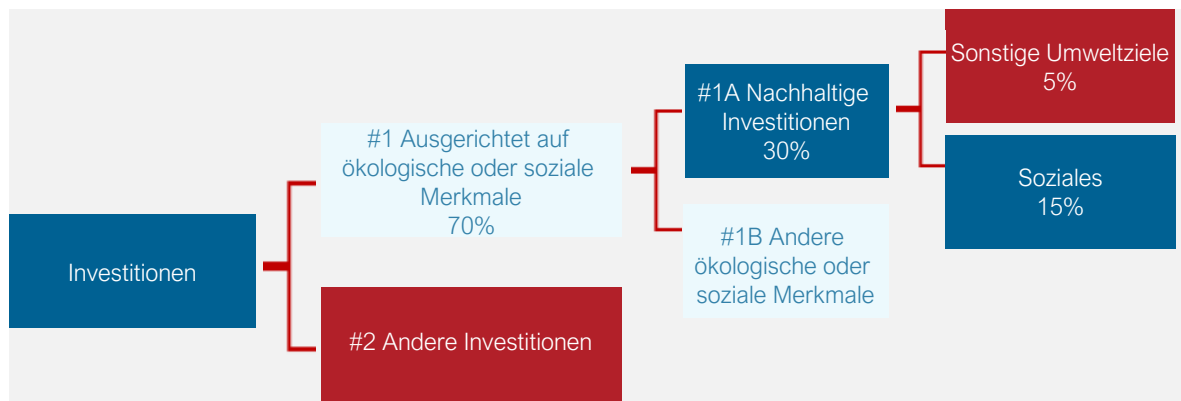 Investitionen
#1 Ausgerichtet auf
ökologische oder soziale
Merkmale
70%
#2 Andere Investitionen
#1A Nachhaltige
Investitionen
30%
#1B Andere
ökologische oder
soziale Merkmale
Sonstige Umweltziele
5%
Soziales
15%